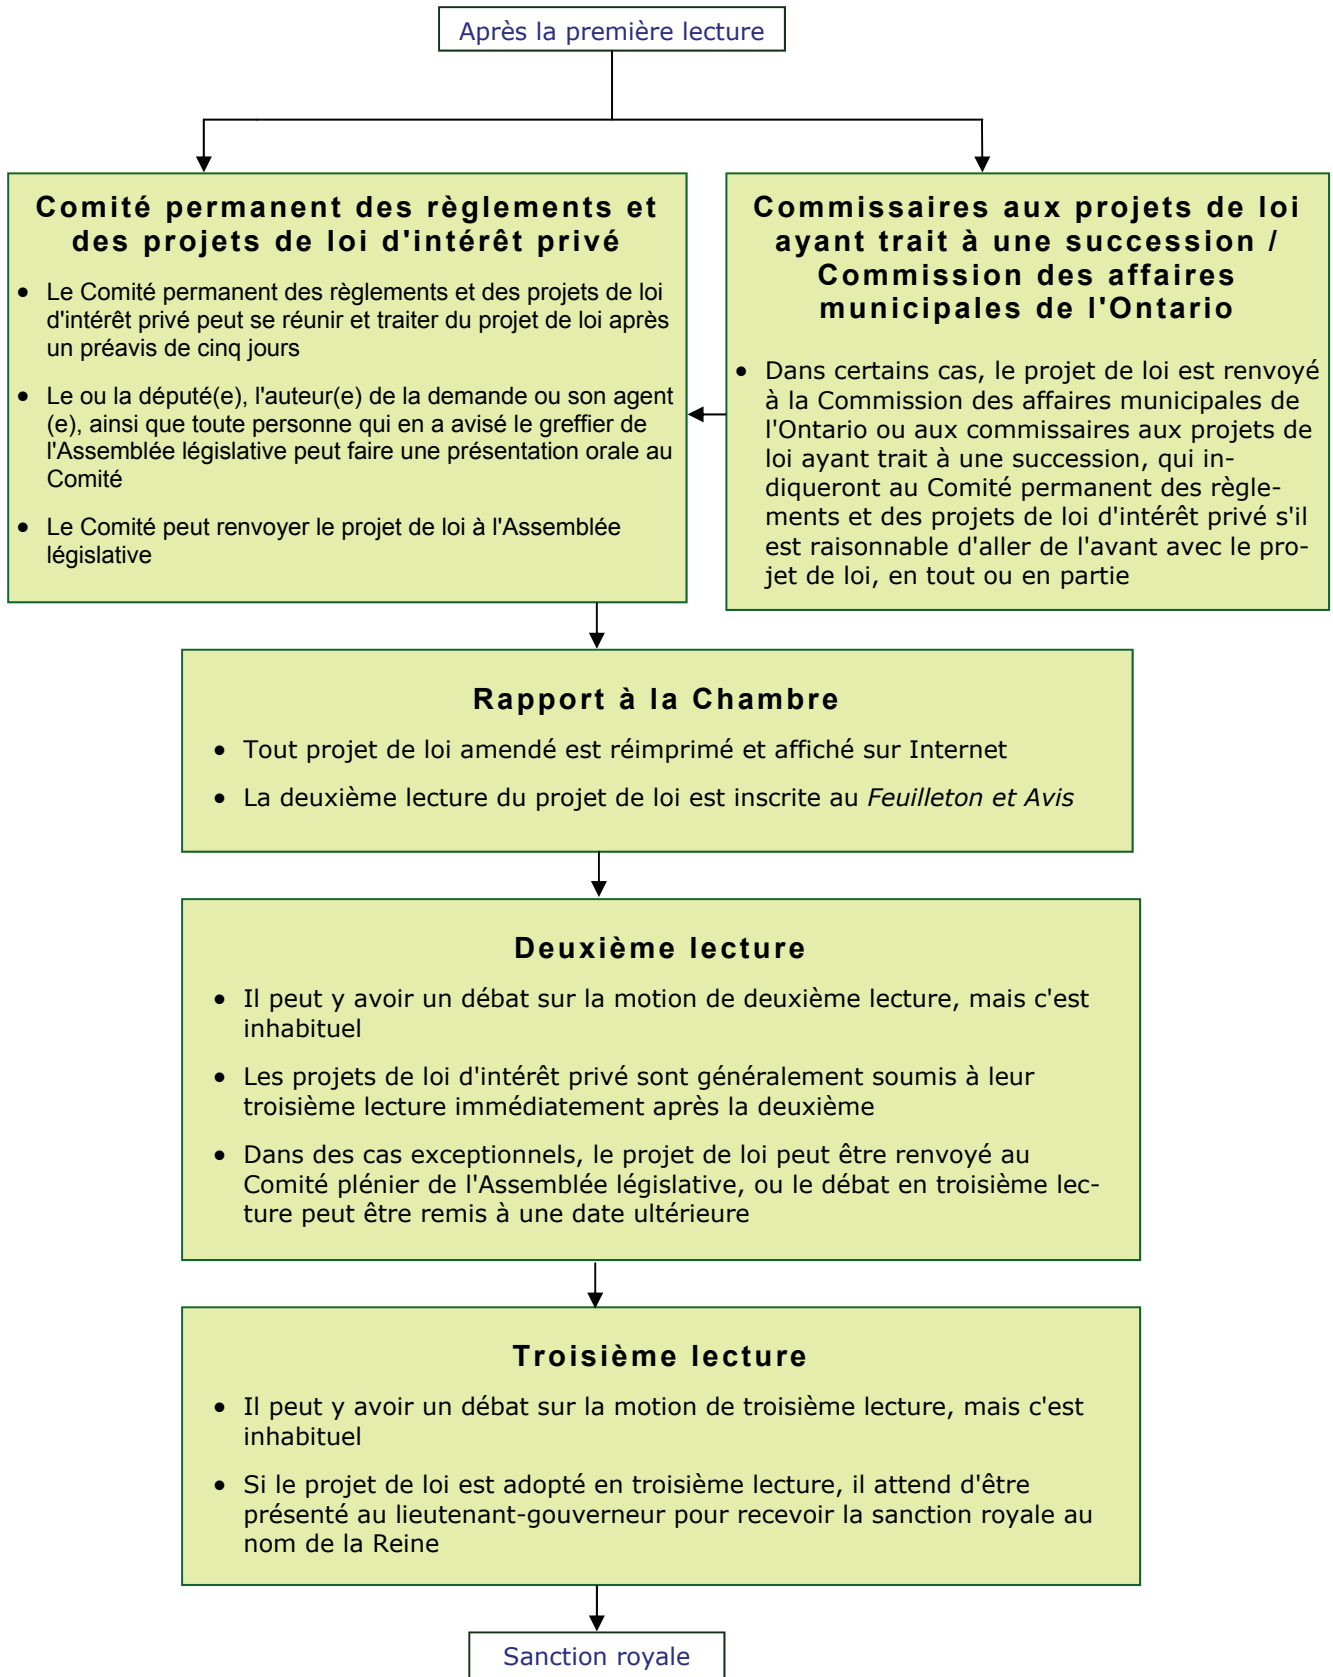 Après la première lecture
Comité permanent des règlements et
des projets de loi d'intérêt privé
• Le Comité permanent des règlements et des projets de loi
d'intérêt privé peut se réunir et traiter du projet de loi après
un préavis de cinq jours
• Le ou la député(e), l'auteur(e) de la demande ou son agent
(e), ainsi que toute personne qui en a avisé le greffier de
l'Assemblée législative peut faire une présentation orale au
Comité
• Le Comité peut renvoyer le projet de loi à l'Assemblée
législative
Commissaires aux projets de loi
ayant trait à une succession /
Commission des affaires
municipales de l'Ontario
• Dans certains cas, le projet de loi est renvoyé
à la Commission des affaires municipales de
l'Ontario ou aux commissaires aux projets de
loi ayant trait à une succession, qui in-
diqueront au Comité permanent des règle-
ments et des projets de loi d'intérêt privé s'il
est raisonnable d'aller de l'avant avec le pro-
jet de loi, en tout ou en partie
Rapport à la Chambre
• Tout projet de loi amendé est réimprimé et affiché sur Internet
• La deuxième lecture du projet de loi est inscrite au Feuilleton et Avis
Deuxième lecture
• Il peut y avoir un débat sur la motion de deuxième lecture, mais c'est
inhabituel
• Les projets de loi d'intérêt privé sont généralement soumis à leur
troisième lecture immédiatement après la deuxième
• Dans des cas exceptionnels, le projet de loi peut être renvoyé au
Comité plénier de l'Assemblée législative, ou le débat en troisième lec-
ture peut être remis à une date ultérieure
Troisième lecture
• Il peut y avoir un débat sur la motion de troisième lecture, mais c'est
inhabituel
• Si le projet de loi est adopté en troisième lecture, il attend d'être
présenté au lieutenant-gouverneur pour recevoir la sanction royale au
nom de la Reine
Sanction royale